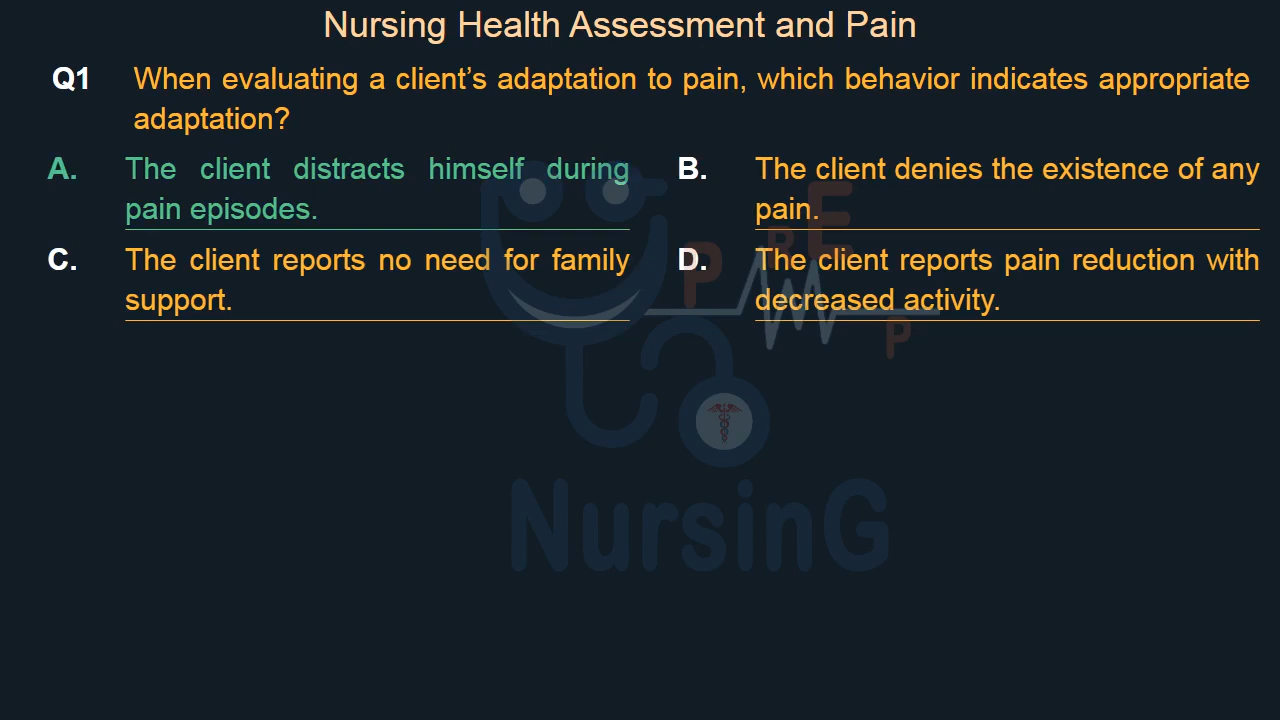 Nursing Health Assessment and Pain
Q1 When evaluating a client’s adaptation to pain, which behavior indicates appropriate
adaptation?
A. The client distracts himself during
pain episodes.
B. The client denies the existence of any
pain.
C. The client reports no need for family
support.
D. The client reports pain reduction with
decreased activity.
PREP
NursinG